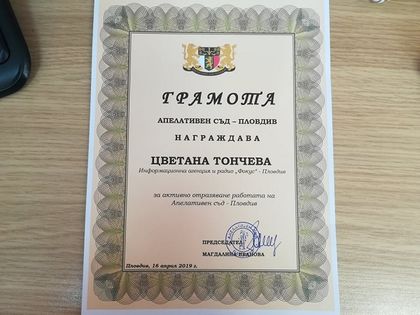 ГРАМОТА
АПЕЛАТИВЕН СЪД – ПЛОВДИВ
НАГРАЖДАВА
ЦВЕТАНА ТОНЧЕВА
Информационна агенция и радио „Фокус“ - Пловдив
за активно отразяване работата на
Апелативен съд - Пловдив
ПРЕДСЕДАТЕЛ
МАГДАЛИНА ИВАНОВА
Пловдив, 16 април 2019 г.